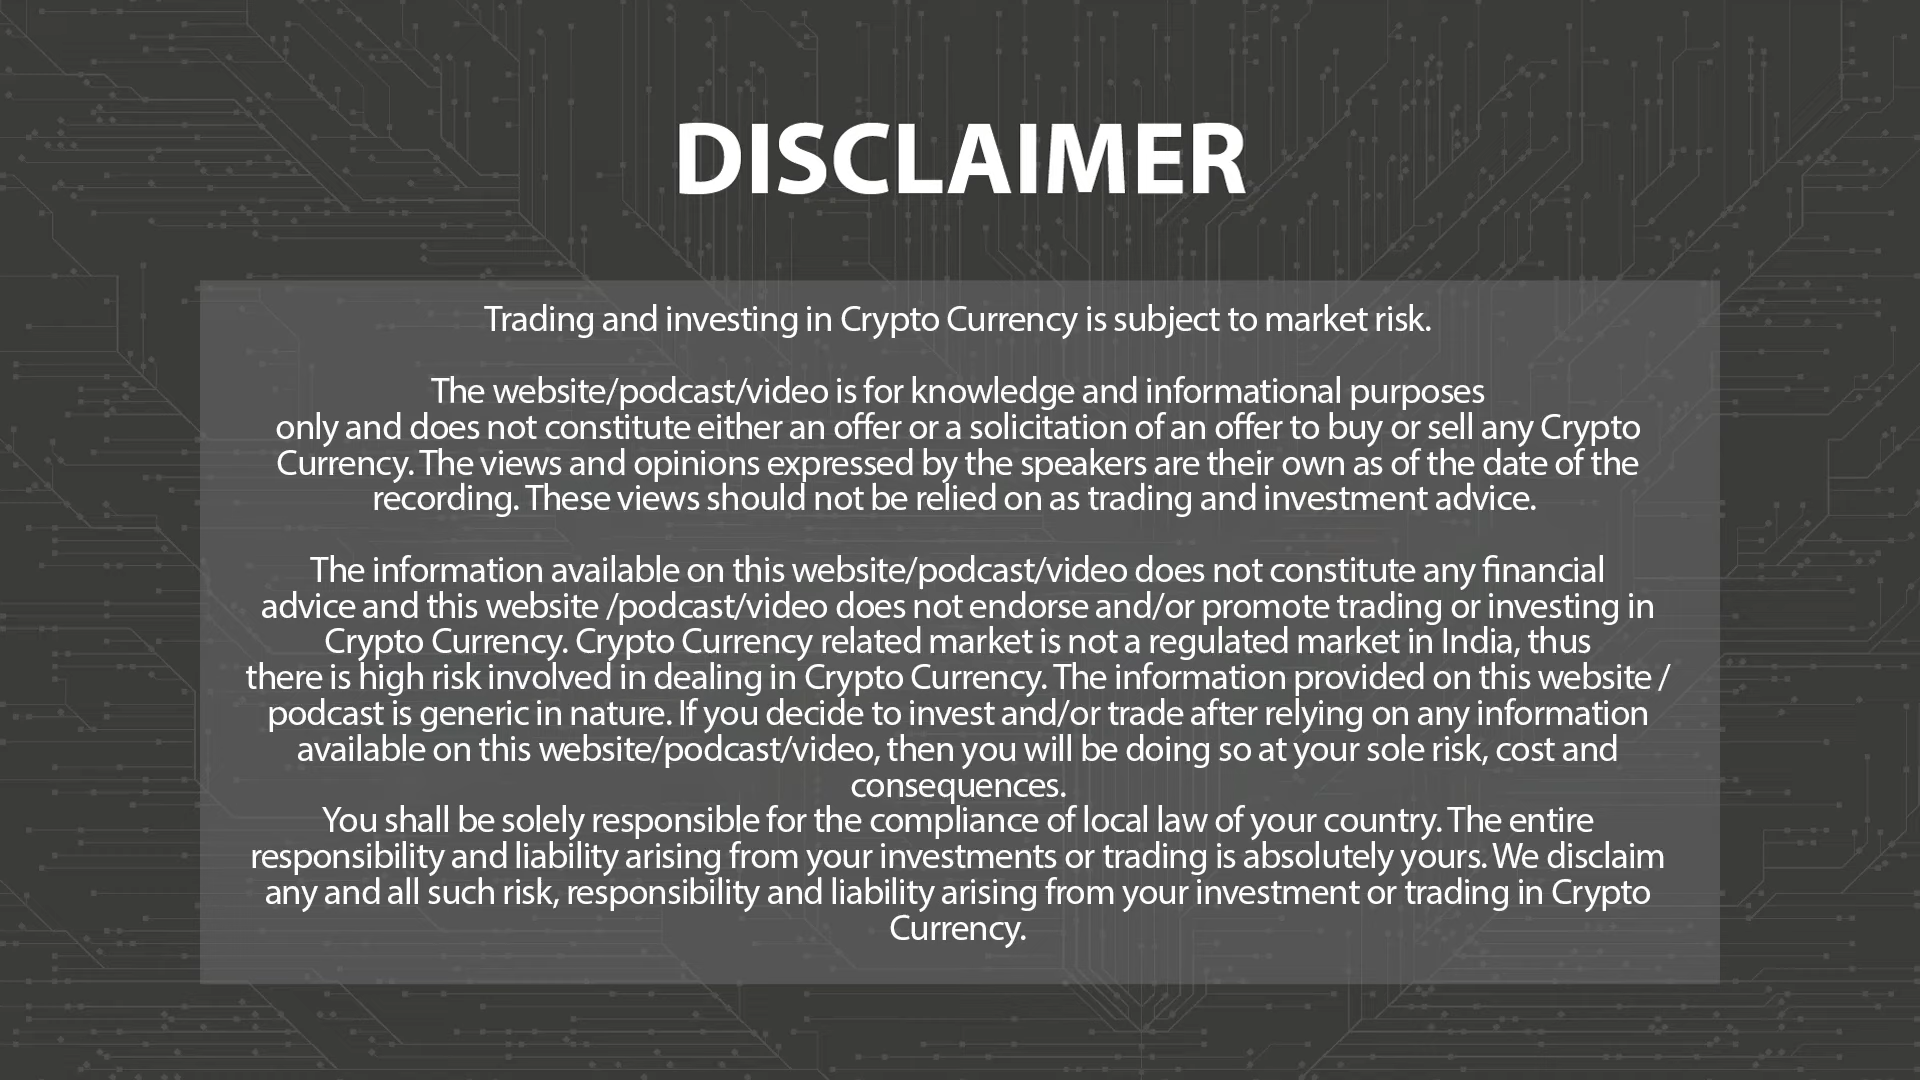 DISCLAIMER
Trading and investing in Crypto Currency is subject to market risk.
The website/podcast/video is for knowledge and informational purposes
only and does not constitute either an offer or a solicitation of an offer to buy or sell any Crypto
Currency. The views and opinions expressed by the speakers are their own as of the date of the
recording. These views should not be relied on as trading and investment advice.
The information available on this website/podcast/video does not constitute any financial
advice and this website /podcast/video does not endorse and/or promote trading or investing in
Crypto Currency. Crypto Currency related market is not a regulated market in India, thus
there is high risk involved in dealing in Crypto Currency. The information provided on this website /
podcast is generic in nature. If you decide to invest and/or trade after relying on any information
available on this website/podcast/video, then you will be doing so at your sole risk, cost and
consequences.
You shall be solely responsible for the compliance of local law of your country. The entire
responsibility and liability arising from your investments or trading is absolutely yours. We disclaim
any and all such risk, responsibility and liability arising from your investment or trading in Crypto
Currency.